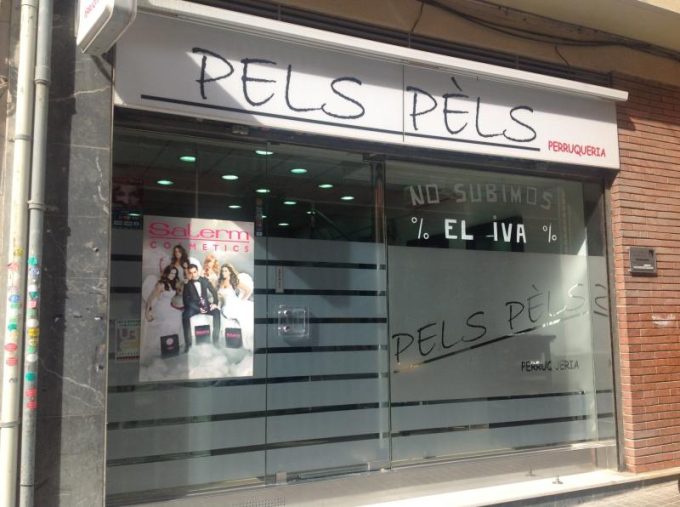 PELS PÈLS
PERRUQUERIA
NO SUBIMOS
% EL iVA %
Salerm
COSMETICS
PELS PÈLS
PERRUQUERIA